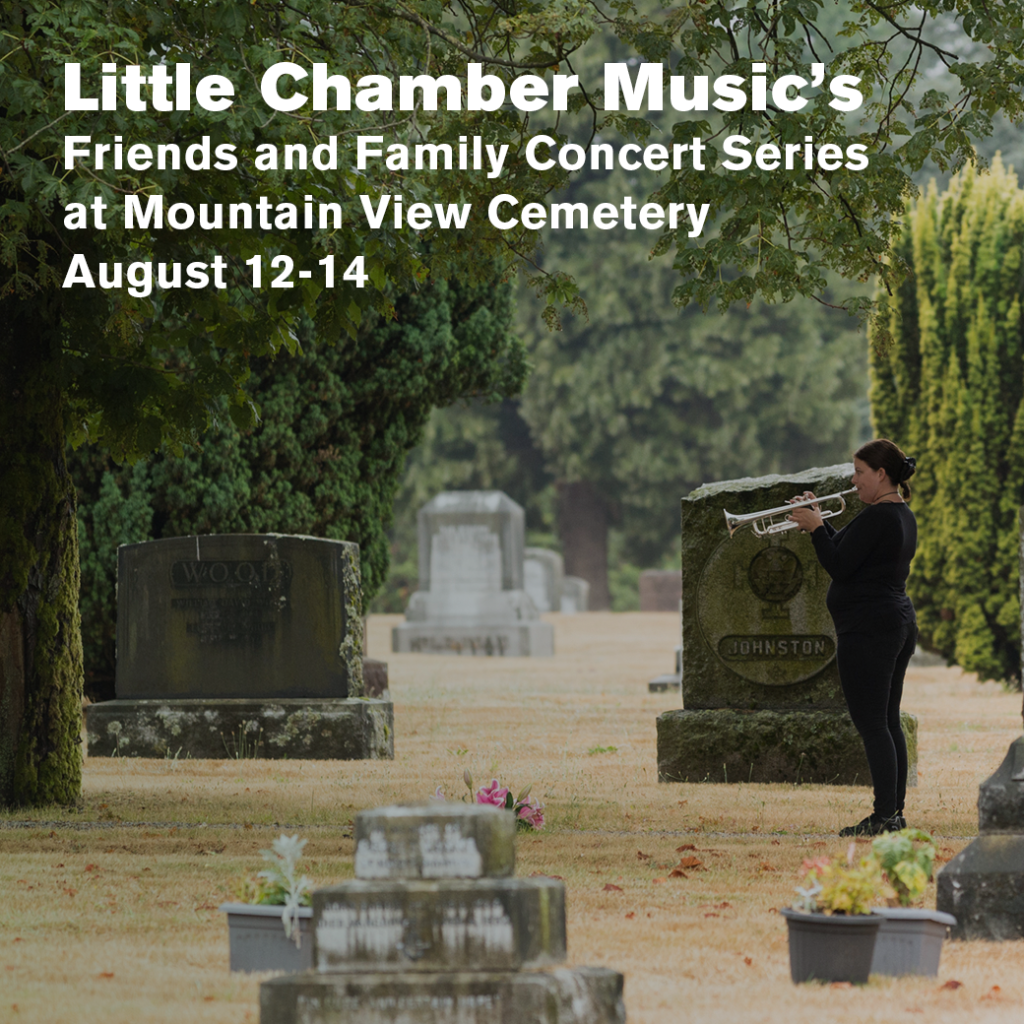 Little Chamber Music's
Friends and Family Concert Series
at Mountain View Cemetery
August 12-14
WOOD
JOHNSTON